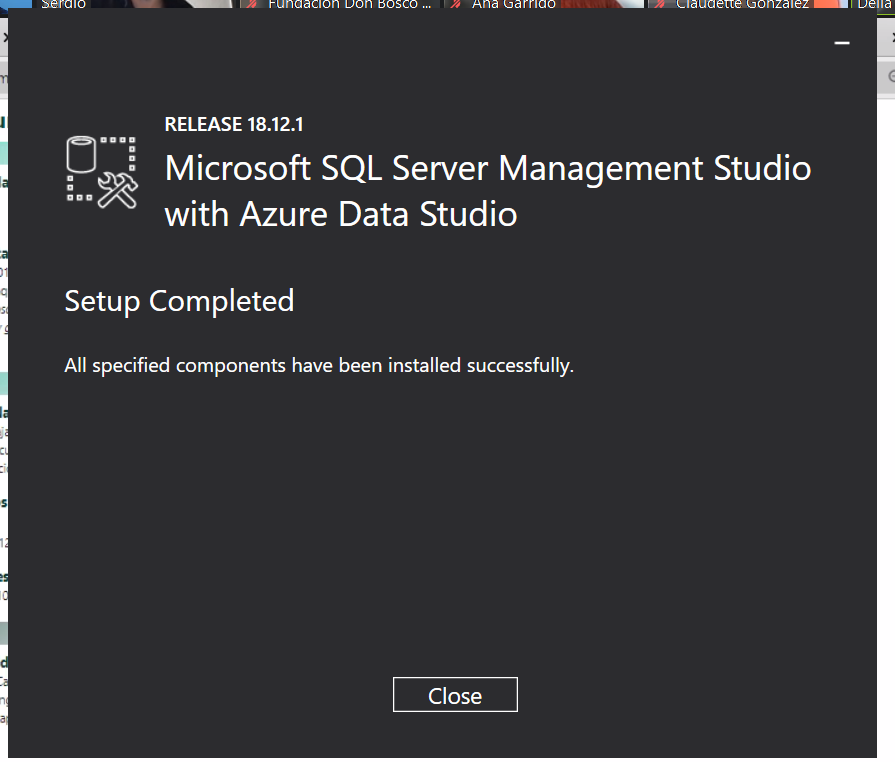 Sergio
Fundación Don Bosco ...
Ana Garrido
Claudette González
Delia
RELEASE 18.12.1
Microsoft SQL Server Management Studio
with Azure Data Studio
Setup Completed
All specified components have been installed successfully.
Close